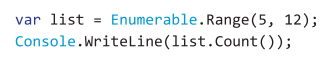 var list = Enumerable.Range(5, 12);
Console.WriteLine(list.Count());